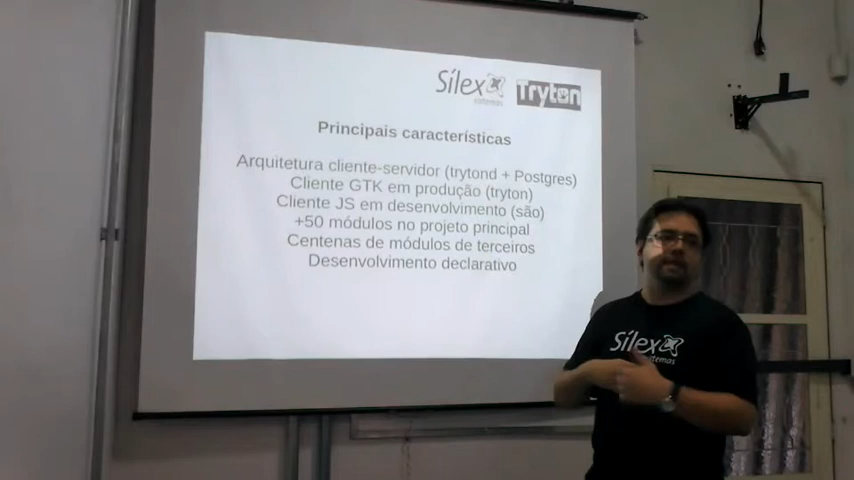 Sílex
sistemas
Tryton
Principais características
Arquitetura cliente-servidor (trytond + Postgres)
Cliente GTK em produção (tryton)
Cliente JS em desenvolvimento (são)
+50 módulos no projeto principal
Centenas de módulos de terceiros
Desenvolvimento declarativo
Sílex
sistemas